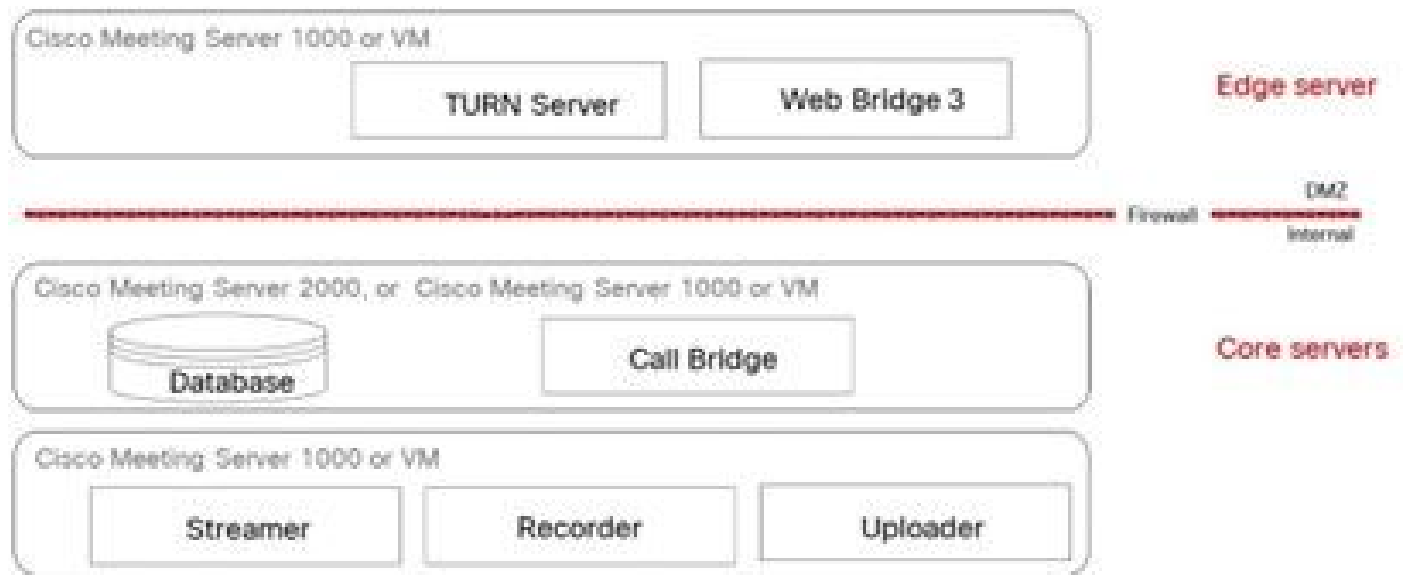 Cisco Meeting Server 1000 or VM
TURN Server
Web Bridge 3
Edge server
DMZ
Firewall
Internal
Cisco Meeting Server 2000, or Cisco Meeting Server 1000 or VM
Database
Call Bridge
Core servers
Cisco Meeting Server 1000 or VM
Streamer
Recorder
Uploader